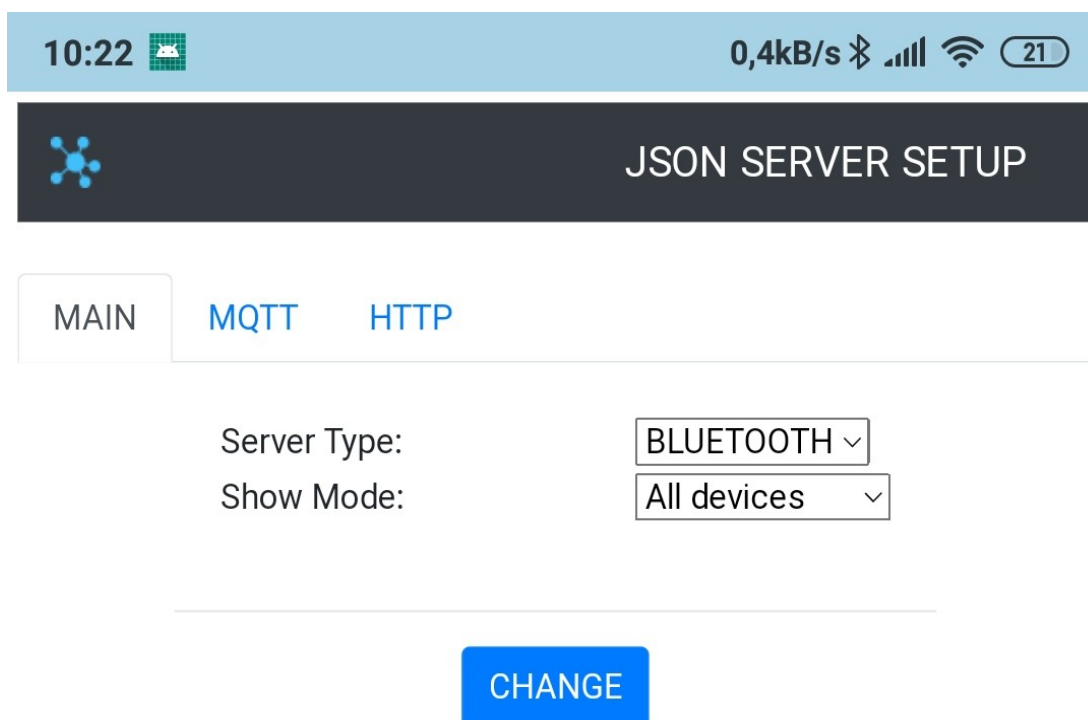 10:22 0,4kB/s 21
JSON SERVER SETUP
MAIN MQTT HTTP
Server Type: BLUETOOTH
Show Mode: All devices
CHANGE